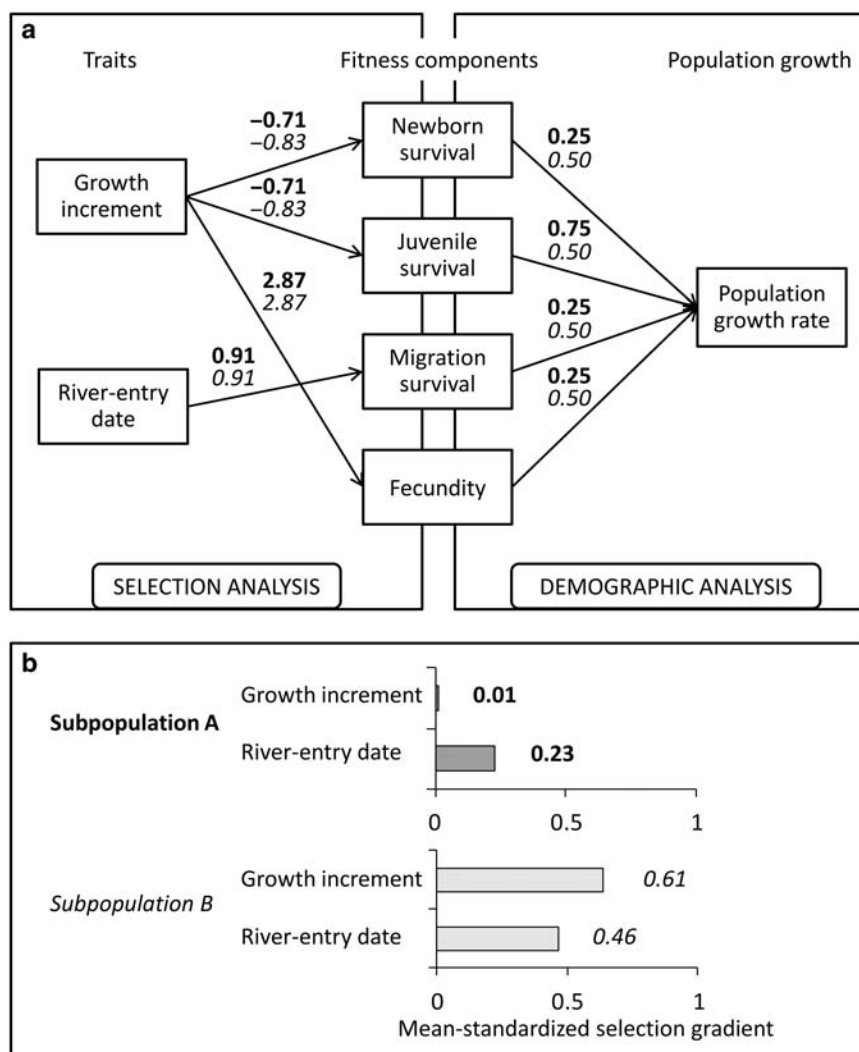 a
Traits
Fitness components
Population growth
−0.71
−0.83
Newborn
survival
0.25
0.50
Growth
increment
−0.71
−0.83
Juvenile
survival
0.75
0.50
2.87
2.87
Population
growth rate
0.25
0.50
0.91
0.91
Migration
survival
River-entry
date
0.25
0.50
Fecundity
SELECTION ANALYSIS
DEMOGRAPHIC ANALYSIS
b
Growth increment
0.01
Subpopulation A
River-entry date
0.23
0 0.5 1
Growth increment
0.61
Subpopulation B
River-entry date
0.46
0 0.5 1
Mean-standardized selection gradient